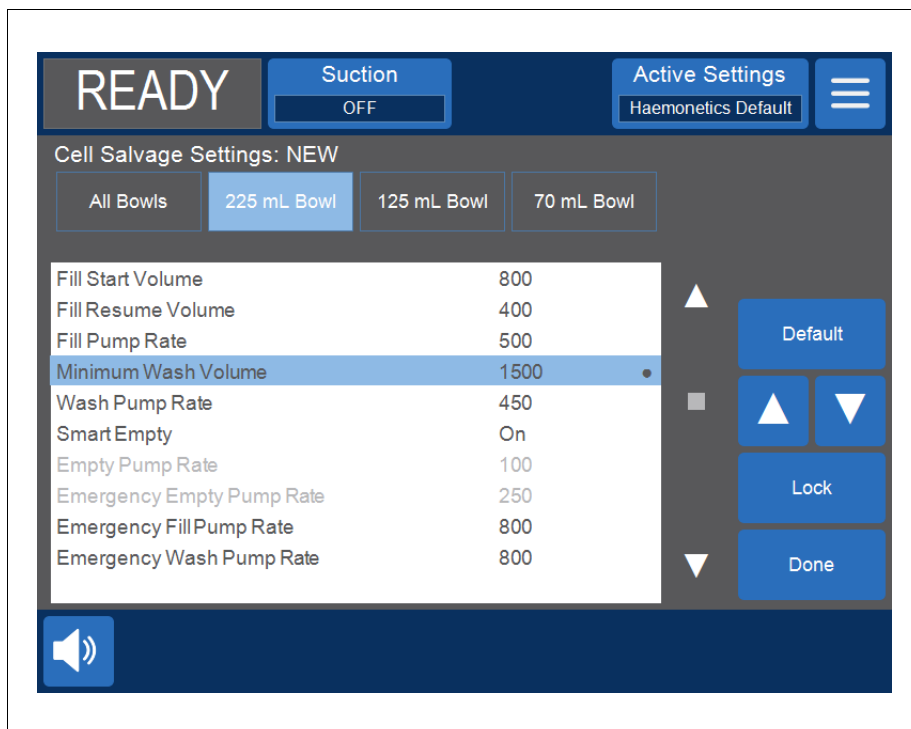 READY
Suction
OFF
Active Settings
Haemonetics Default
Cell Salvage Settings: NEW
All Bowls 225 mL Bowl 125 mL Bowl 70 mL Bowl
Fill Start Volume 800
Fill Resume Volume 400
Fill Pump Rate 500
Minimum Wash Volume 1500
Wash Pump Rate 450
Smart Empty On
Empty Pump Rate 100
Emergency Empty Pump Rate 250
Emergency Fill Pump Rate 800
Emergency Wash Pump Rate 800
Default
Lock
Done